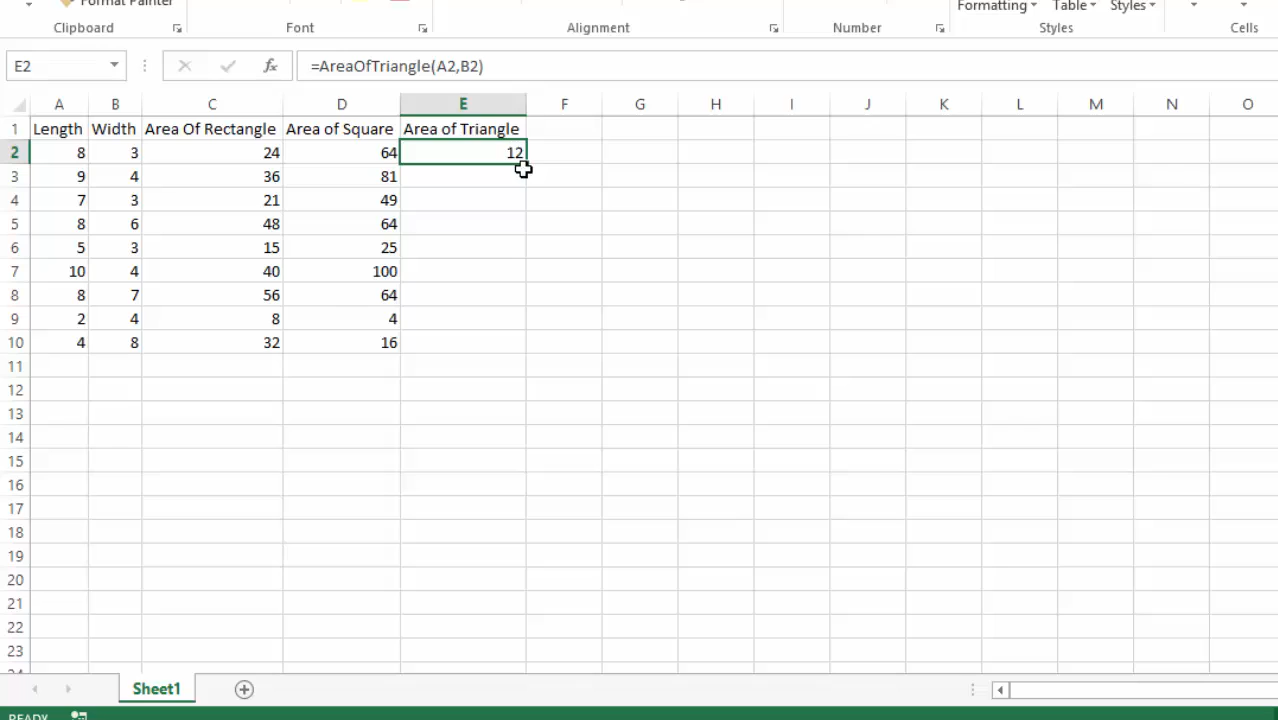 Format Painter
Formatting Table Styles
Clipboard Font Alignment Number Styles Cells
E2 fx =AreaOfTriangle(A2,B2)
A B C D E F G H I J K L M N O
1 Length Width Area Of Rectangle Area of Square Area of Triangle
2 8 3 24 64 12
3 9 4 36 81
4 7 3 21 49
5 8 6 48 64
6 5 3 15 25
7 10 4 40 100
8 8 7 56 64
9 2 4 8 4
10 4 8 32 16
11
12
13
14
15
16
17
18
19
20
21
22
23
24
Sheet1
READY